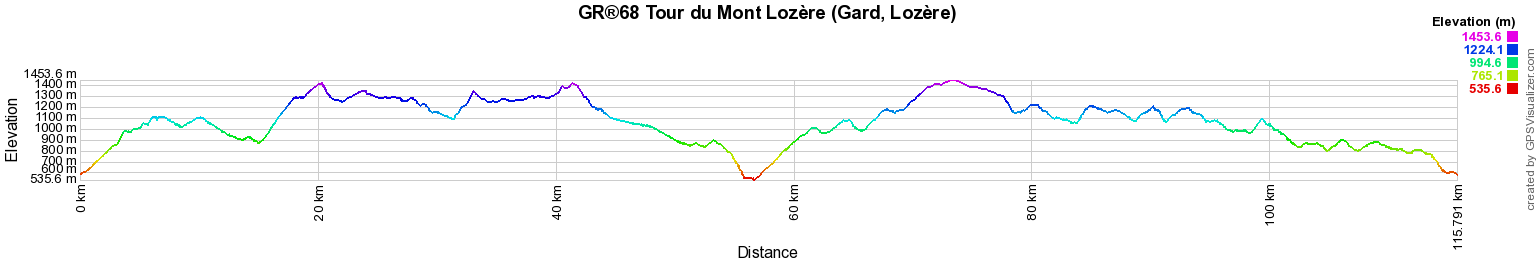 GR®68 Tour du Mont Lozère (Gard, Lozère)
Elevation (m)
1453.6
1224.1
994.6
765.1
535.6
Elevation
1453.6 m
1400 m
1300 m
1200 m
1100 m
1000 m
900 m
800 m
700 m
600 m
535.6 m
0 km
20 km
40 km
60 km
80 km
100 km
115.791 km
Distance
created by GPSVisualizer.com